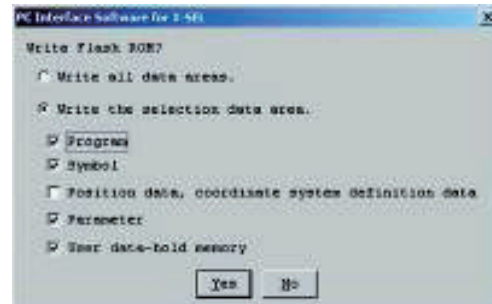 PC Interface Software for X-SEL
Write Flash ROM?
Write all data areas.
Write the selection data area.
Program
Symbol
Position data, coordinate system definition data
Parameter
User data-hold memory
Yes No